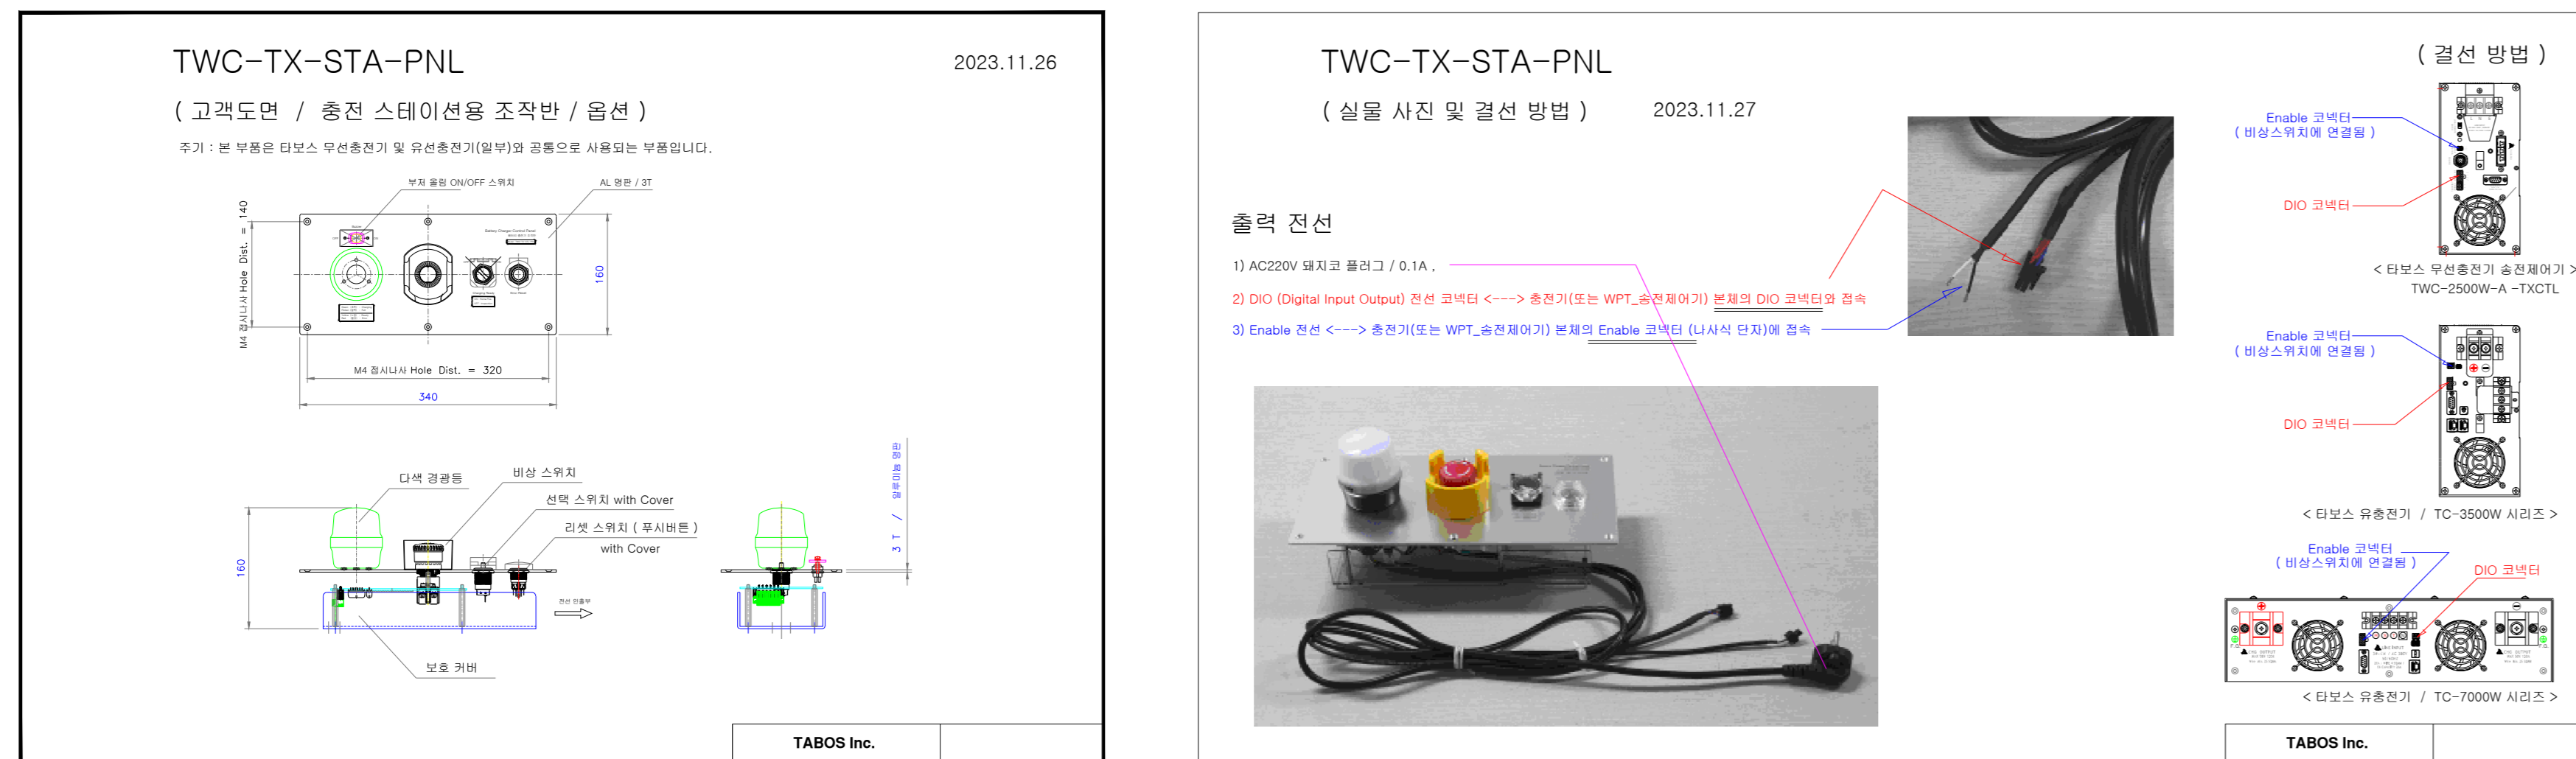 TWC-TX-STA-PNL
2023.11.26
( 고객도면 / 충전 스테이션용 조작반 / 옵션 )
주기 : 본 부품은 타보스 무선충전기 및 유선충전기(일부)와 공통으로 사용되는 부품입니다.
부저 울림 ON/OFF 스위치
AL 명판 / 3T
M4 접시나사 Hole Dist. = 140
160
M4 접시나사 Hole Dist. = 320
340
다색 경광등
비상 스위치
선택 스위치 with Cover
리셋 스위치 ( 푸시버튼 )
with Cover
160
전선 인출부
보호 커버
3 T / 알루미늄 명판
TABOS Inc.
TWC-TX-STA-PNL
( 실물 사진 및 결선 방법 )
2023.11.27
출력 전선
1) AC220V 돼지코 플러그 / 0.1A ,
2) DIO (Digital Input Output) 전선 코넥터 <---> 충전기(또는 WPT_송전제어기) 본체의 DIO 코넥터와 접속
3) Enable 전선 <---> 충전기(또는 WPT_송전제어기) 본체의 Enable 코넥터 (나사식 단자)에 접속
( 결선 방법 )
Enable 코넥터
( 비상스위치에 연결됨 )
DIO 코넥터
< 타보스 무선충전기 송전제어기 >
TWC-2500W-A -TXCTL
Enable 코넥터
( 비상스위치에 연결됨 )
DIO 코넥터
< 타보스 유충전기 / TC-3500W 시리즈 >
Enable 코넥터
( 비상스위치에 연결됨 )
DIO 코넥터
< 타보스 유충전기 / TC-7000W 시리즈 >
TABOS Inc.